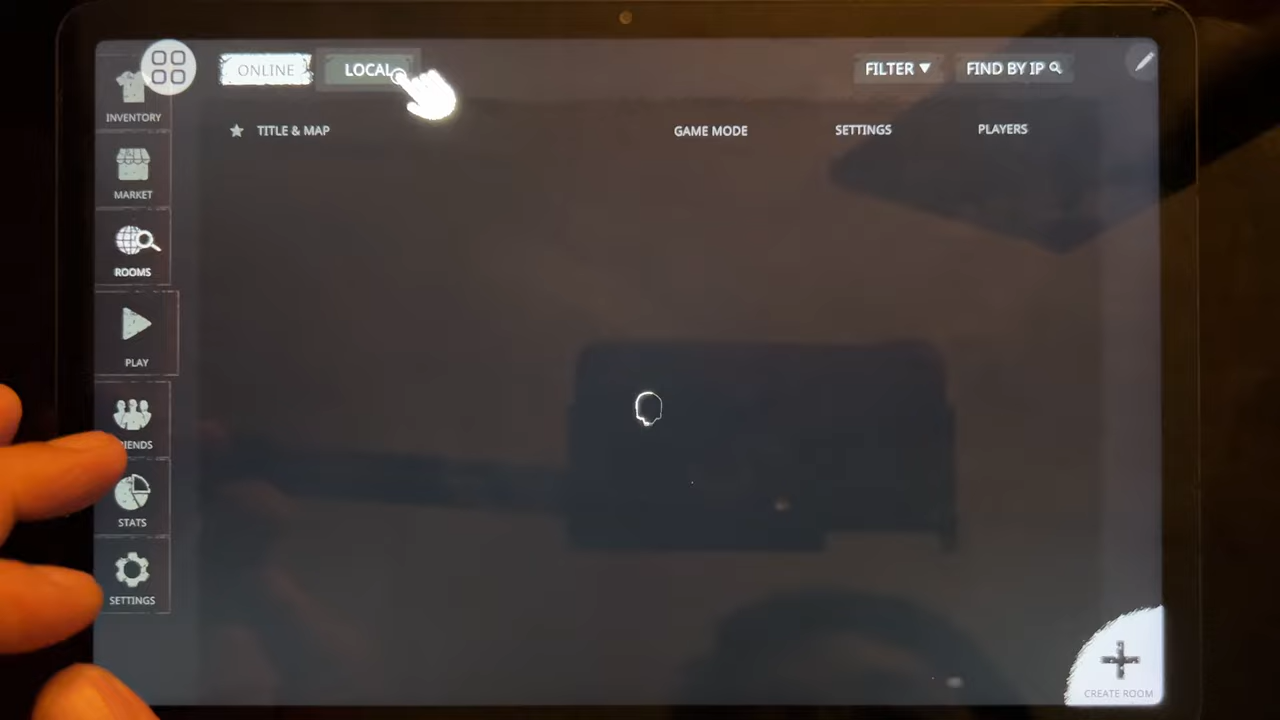 ONLINE
LOCAL
FILTER
FIND BY IP
INVENTORY
TITLE & MAP
GAME MODE
SETTINGS
PLAYERS
MARKET
ROOMS
PLAY
IENDS
STATS
SETTINGS
CREATE ROOM